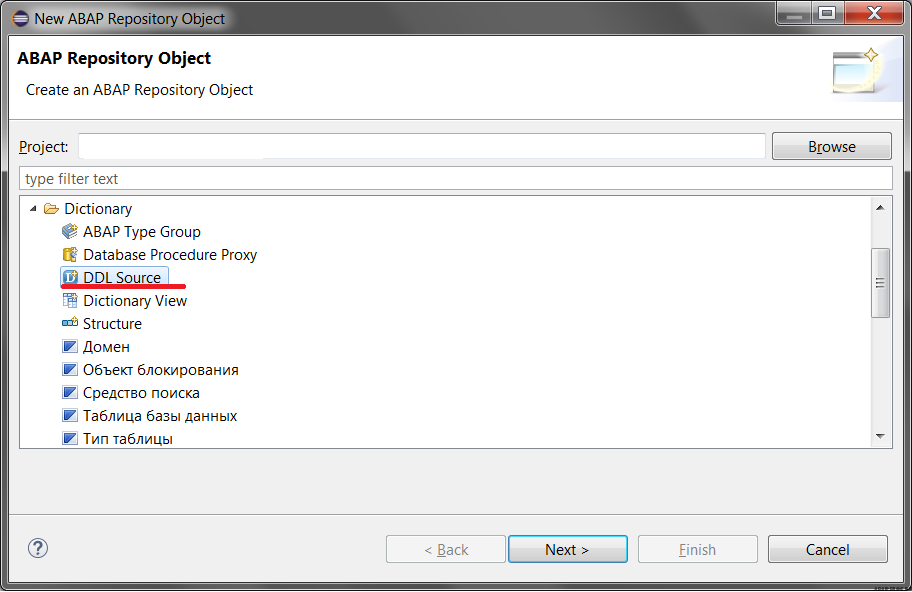 New ABAP Repository Object
ABAP Repository Object
Create an ABAP Repository Object
Project:
Browse
type filter text
Dictionary
ABAP Type Group
Database Procedure Proxy
DDL Source
Dictionary View
Structure
Домен
Объект блокирования
Средство поиска
Таблица базы данных
Тип таблицы
< Back
Next >
Finish
Cancel